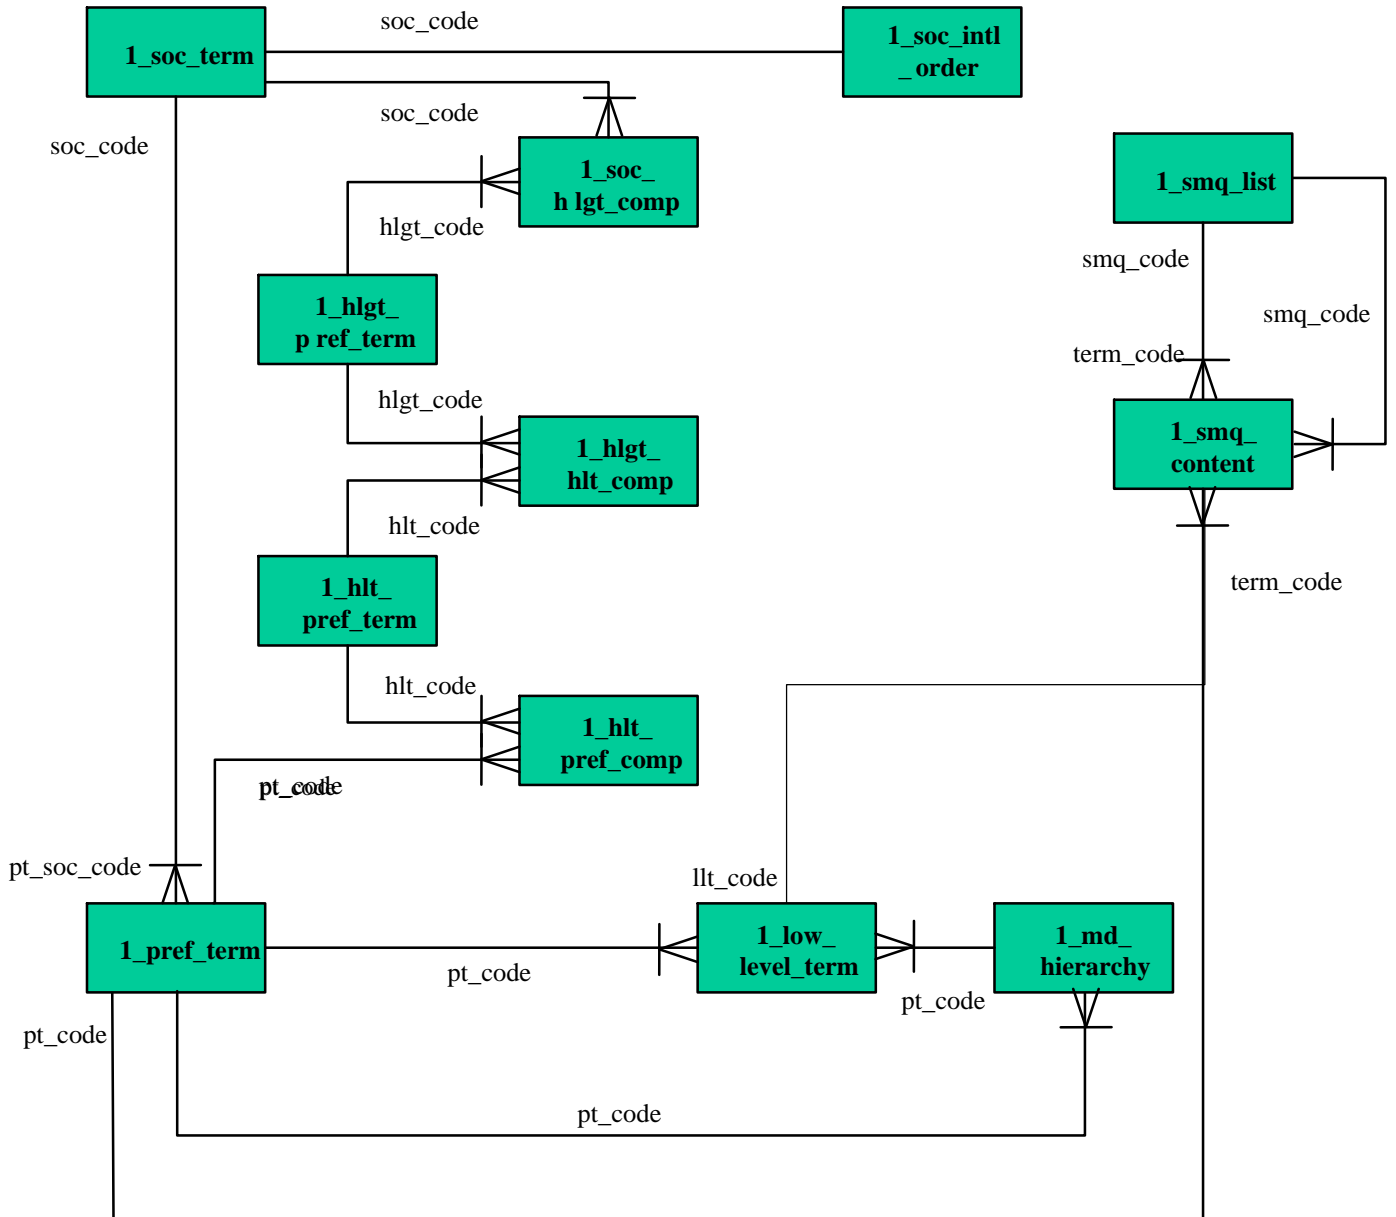 soc_code
1_soc_term
1_soc_intl
_ order
soc_code
soc_code
1_soc_
h lgt_comp
1_smq_list
hlgt_code
smq_code
smq_code
1_hlgt_
p ref_term
term_code
hlgt_code
1_hlgt_
hlt_comp
1_smq_
content
hlt_code
1_hlt_
pref_term
term_code
hlt_code
1_hlt_
pref_comp
pt_code
pt_soc_code
llt_code
1_pref_term
1_low_
level_term
1_md_
hierarchy
pt_code
pt_code
pt_code
pt_code